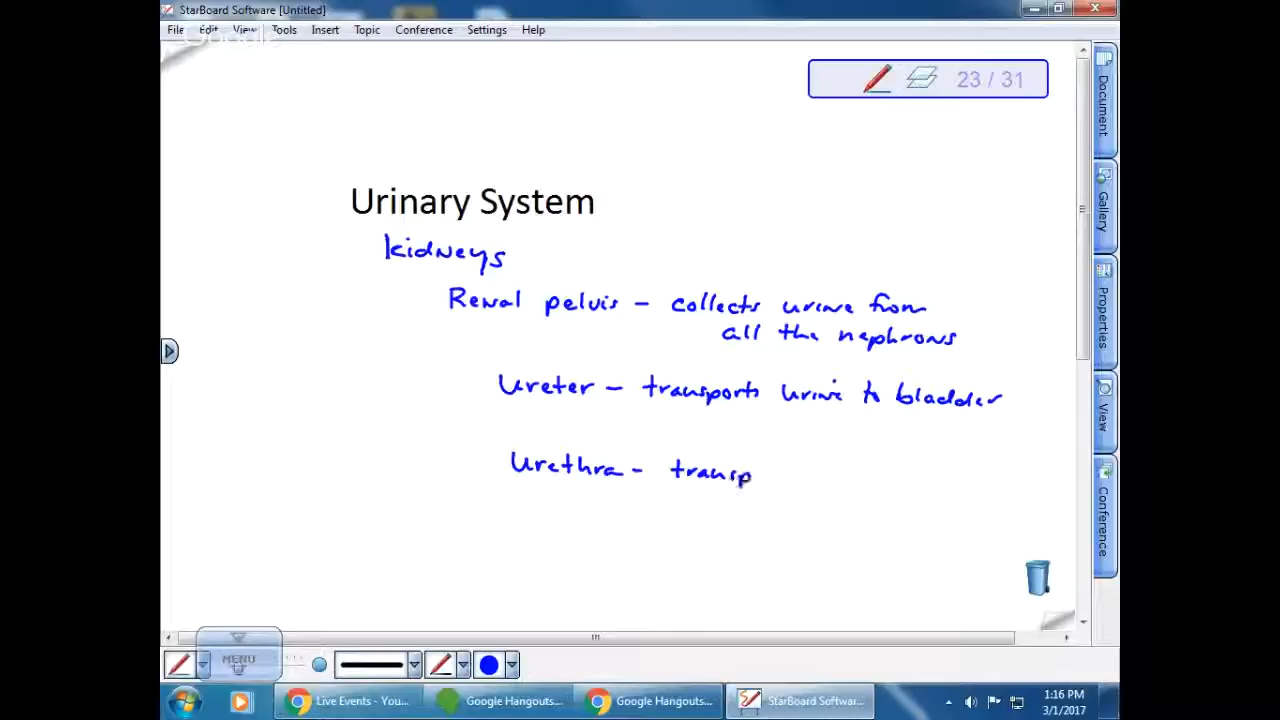 StarBoard Software [Untitled]
File Edit View Tools Insert Topic Conference Settings Help
Google
23 / 31
Document
Gallery
Properties
View
Conference
Urinary System
kidneys
Renal pelvis - collects urine from
all the nephrons
Ureter - transports urine to bladder
Urethra - transp
MENU
Live Events - You... Google Hangouts... Google Hangouts... StarBoard Softwar...
1:16 PM
3/1/2017